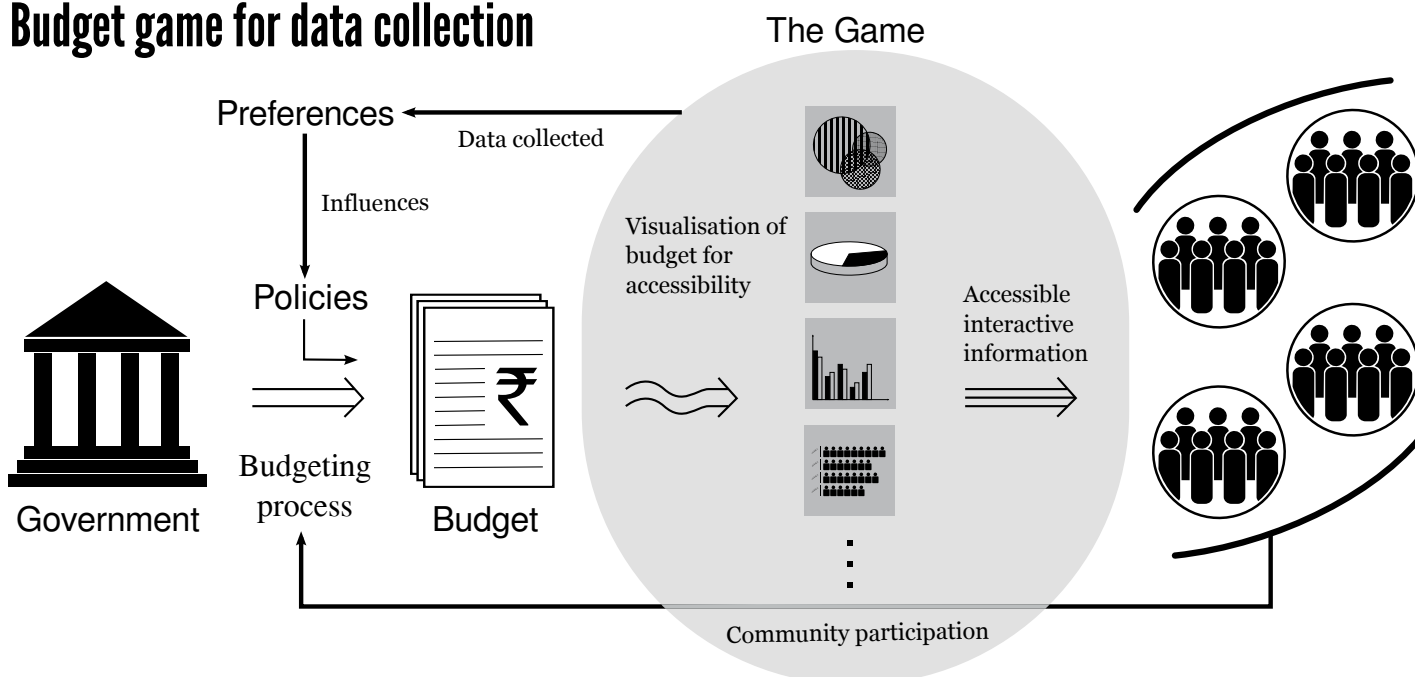 Budget game for data collection
The Game
Preferences
Data collected
Influences
Visualisation of
budget for
accessibility
Policies
Accessible
interactive
information
₹
Budgeting
process
Government
Budget
Community participation